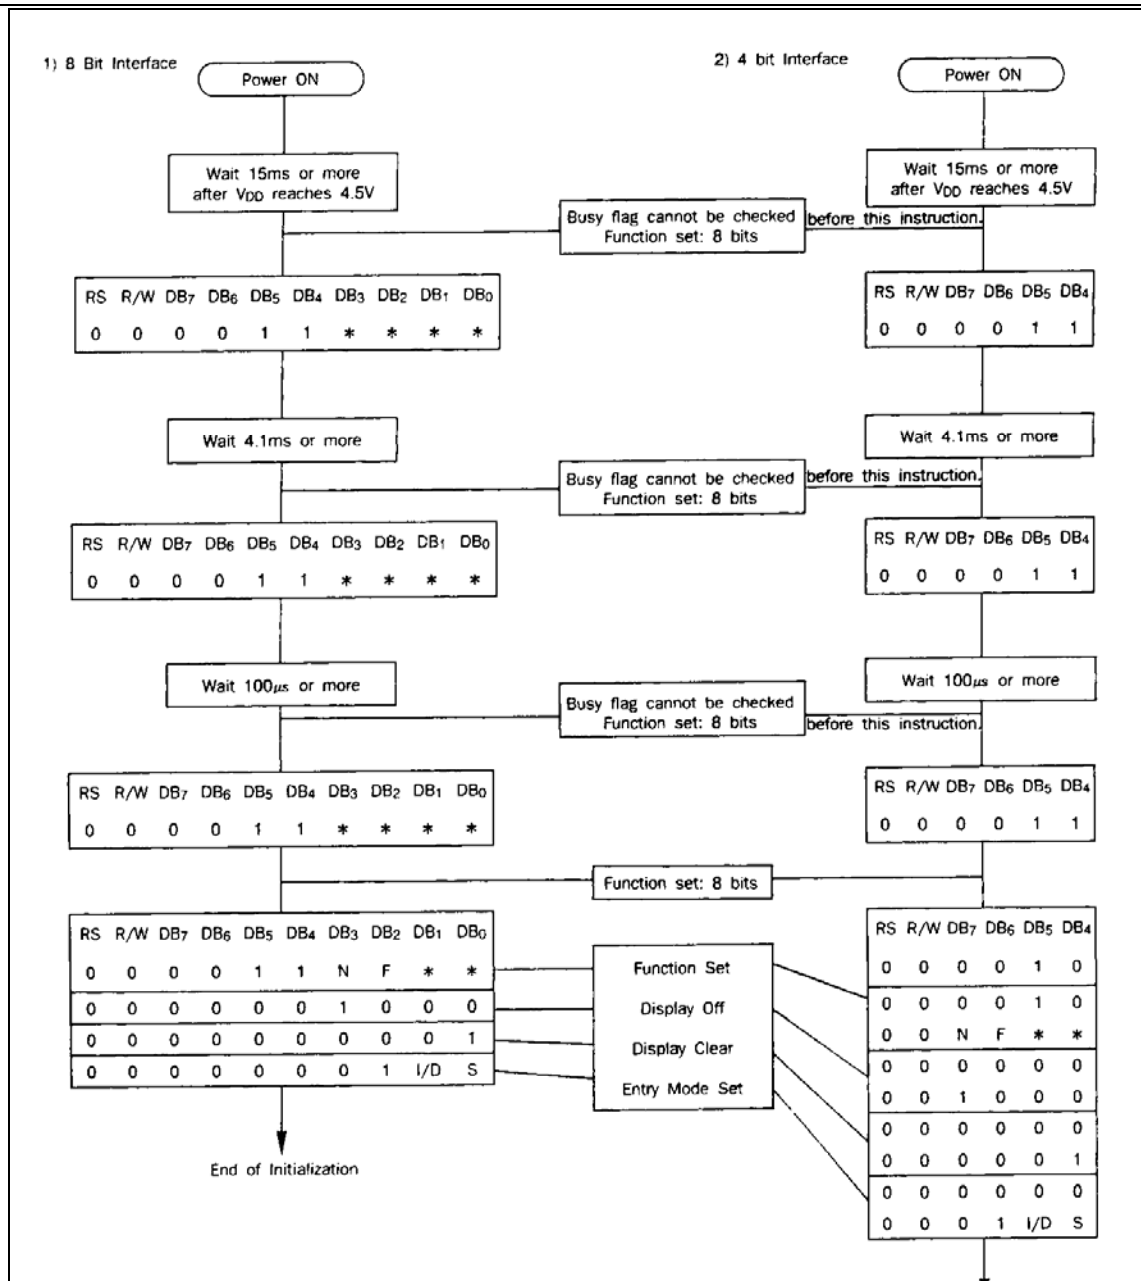 1) 8 Bit Interface
Power ON
2) 4 bit Interface
Power ON
Wait 15ms or more
after VDD reaches 4.5V
Wait 15ms or more
after VDD reaches 4.5V
Busy flag cannot be checked before this instruction.
Function set: 8 bits
RS R/W DB7 DB6 DB5 DB4 DB3 DB2 DB1 DB0
0 0 0 0 1 1 * * * *
RS R/W DB7 DB6 DB5 DB4
0 0 0 0 1 1
Wait 4.1ms or more
Wait 4.1ms or more
Busy flag cannot be checked before this instruction.
Function set: 8 bits
RS R/W DB7 DB6 DB5 DB4 DB3 DB2 DB1 DB0
0 0 0 0 1 1 * * * *
RS R/W DB7 DB6 DB5 DB4
0 0 0 0 1 1
Wait 100μs or more
Wait 100μs or more
Busy flag cannot be checked
Function set: 8 bits before this instruction.
RS R/W DB7 DB6 DB5 DB4 DB3 DB2 DB1 DB0
0 0 0 0 1 1 * * * *
RS R/W DB7 DB6 DB5 DB4
0 0 0 0 1 1
Function set: 8 bits
RS R/W DB7 DB6 DB5 DB4 DB3 DB2 DB1 DB0
0 0 0 0 1 1 N F * *
0 0 0 0 0 0 1 0 0 0
0 0 0 0 0 0 0 0 0 1
0 0 0 0 0 0 0 1 I/D S
End of Initialization
Function Set
Display Off
Display Clear
Entry Mode Set
RS R/W DB7 DB6 DB5 DB4
0 0 0 0 1 0
0 0 0 0 1 0
0 0 N F * *
0 0 0 0 0 0
0 0 1 0 0 0
0 0 0 0 0 0
0 0 0 0 0 1
0 0 0 0 0 0
0 0 0 1 I/D S